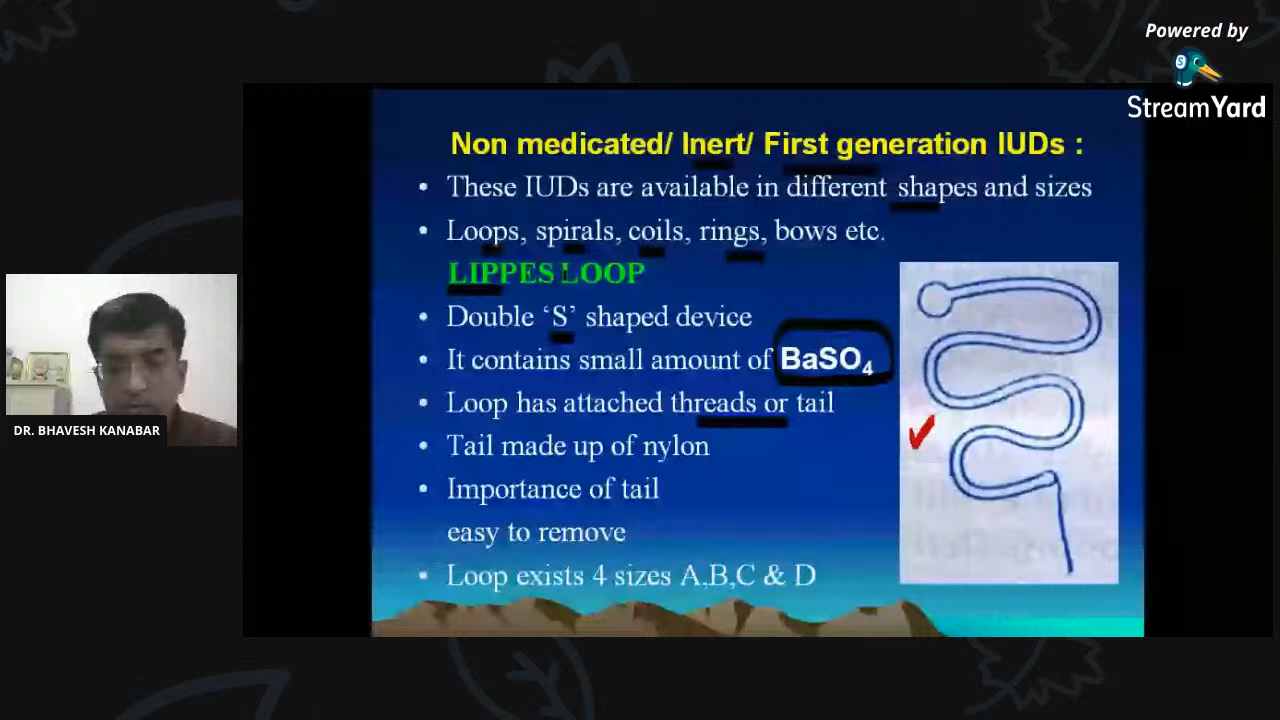 Powered by
StreamYard
Non medicated/ Inert/ First generation IUDs :
• These IUDs are available in different shapes and sizes
• Loops, spirals, coils, rings, bows etc.
LIPPES LOOP
• Double ‘S’ shaped device
• It contains small amount of BaSO₄
• Loop has attached threads or tail
• Tail made up of nylon
• Importance of tail
easy to remove
• Loop exists 4 sizes A,B,C & D
DR. BHAVESH KANABAR